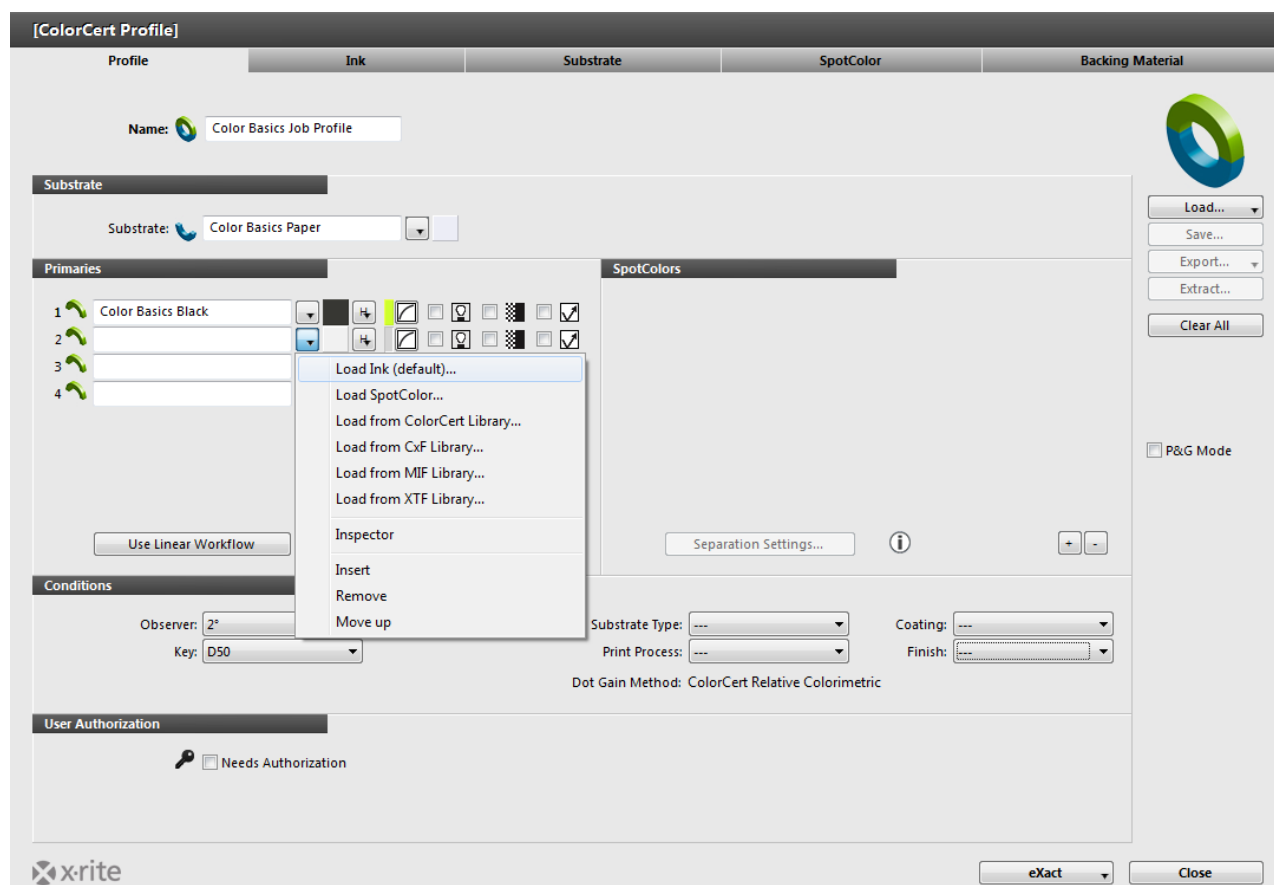 [ColorCert Profile]
Profile Ink Substrate SpotColor Backing Material
Name: Color Basics Job Profile
Substrate
Substrate: Color Basics Paper
Load...
Save...
Export...
Extract...
Clear All
Primaries
1 Color Basics Black
2
3
4
Load Ink (default)...
Load SpotColor...
Load from ColorCert Library...
Load from CxF Library...
Load from MIF Library...
Load from XTF Library...
Inspector
Insert
Remove
Move up
Use Linear Workflow
SpotColors
Separation Settings...
+ -
P&G Mode
Conditions
Observer: 2°
Key: D50
Substrate Type: ---
Print Process: ---
Coating: ---
Finish: ---
Dot Gain Method: ColorCert Relative Colorimetric
User Authorization
Needs Authorization
x·rite
eXact
Close